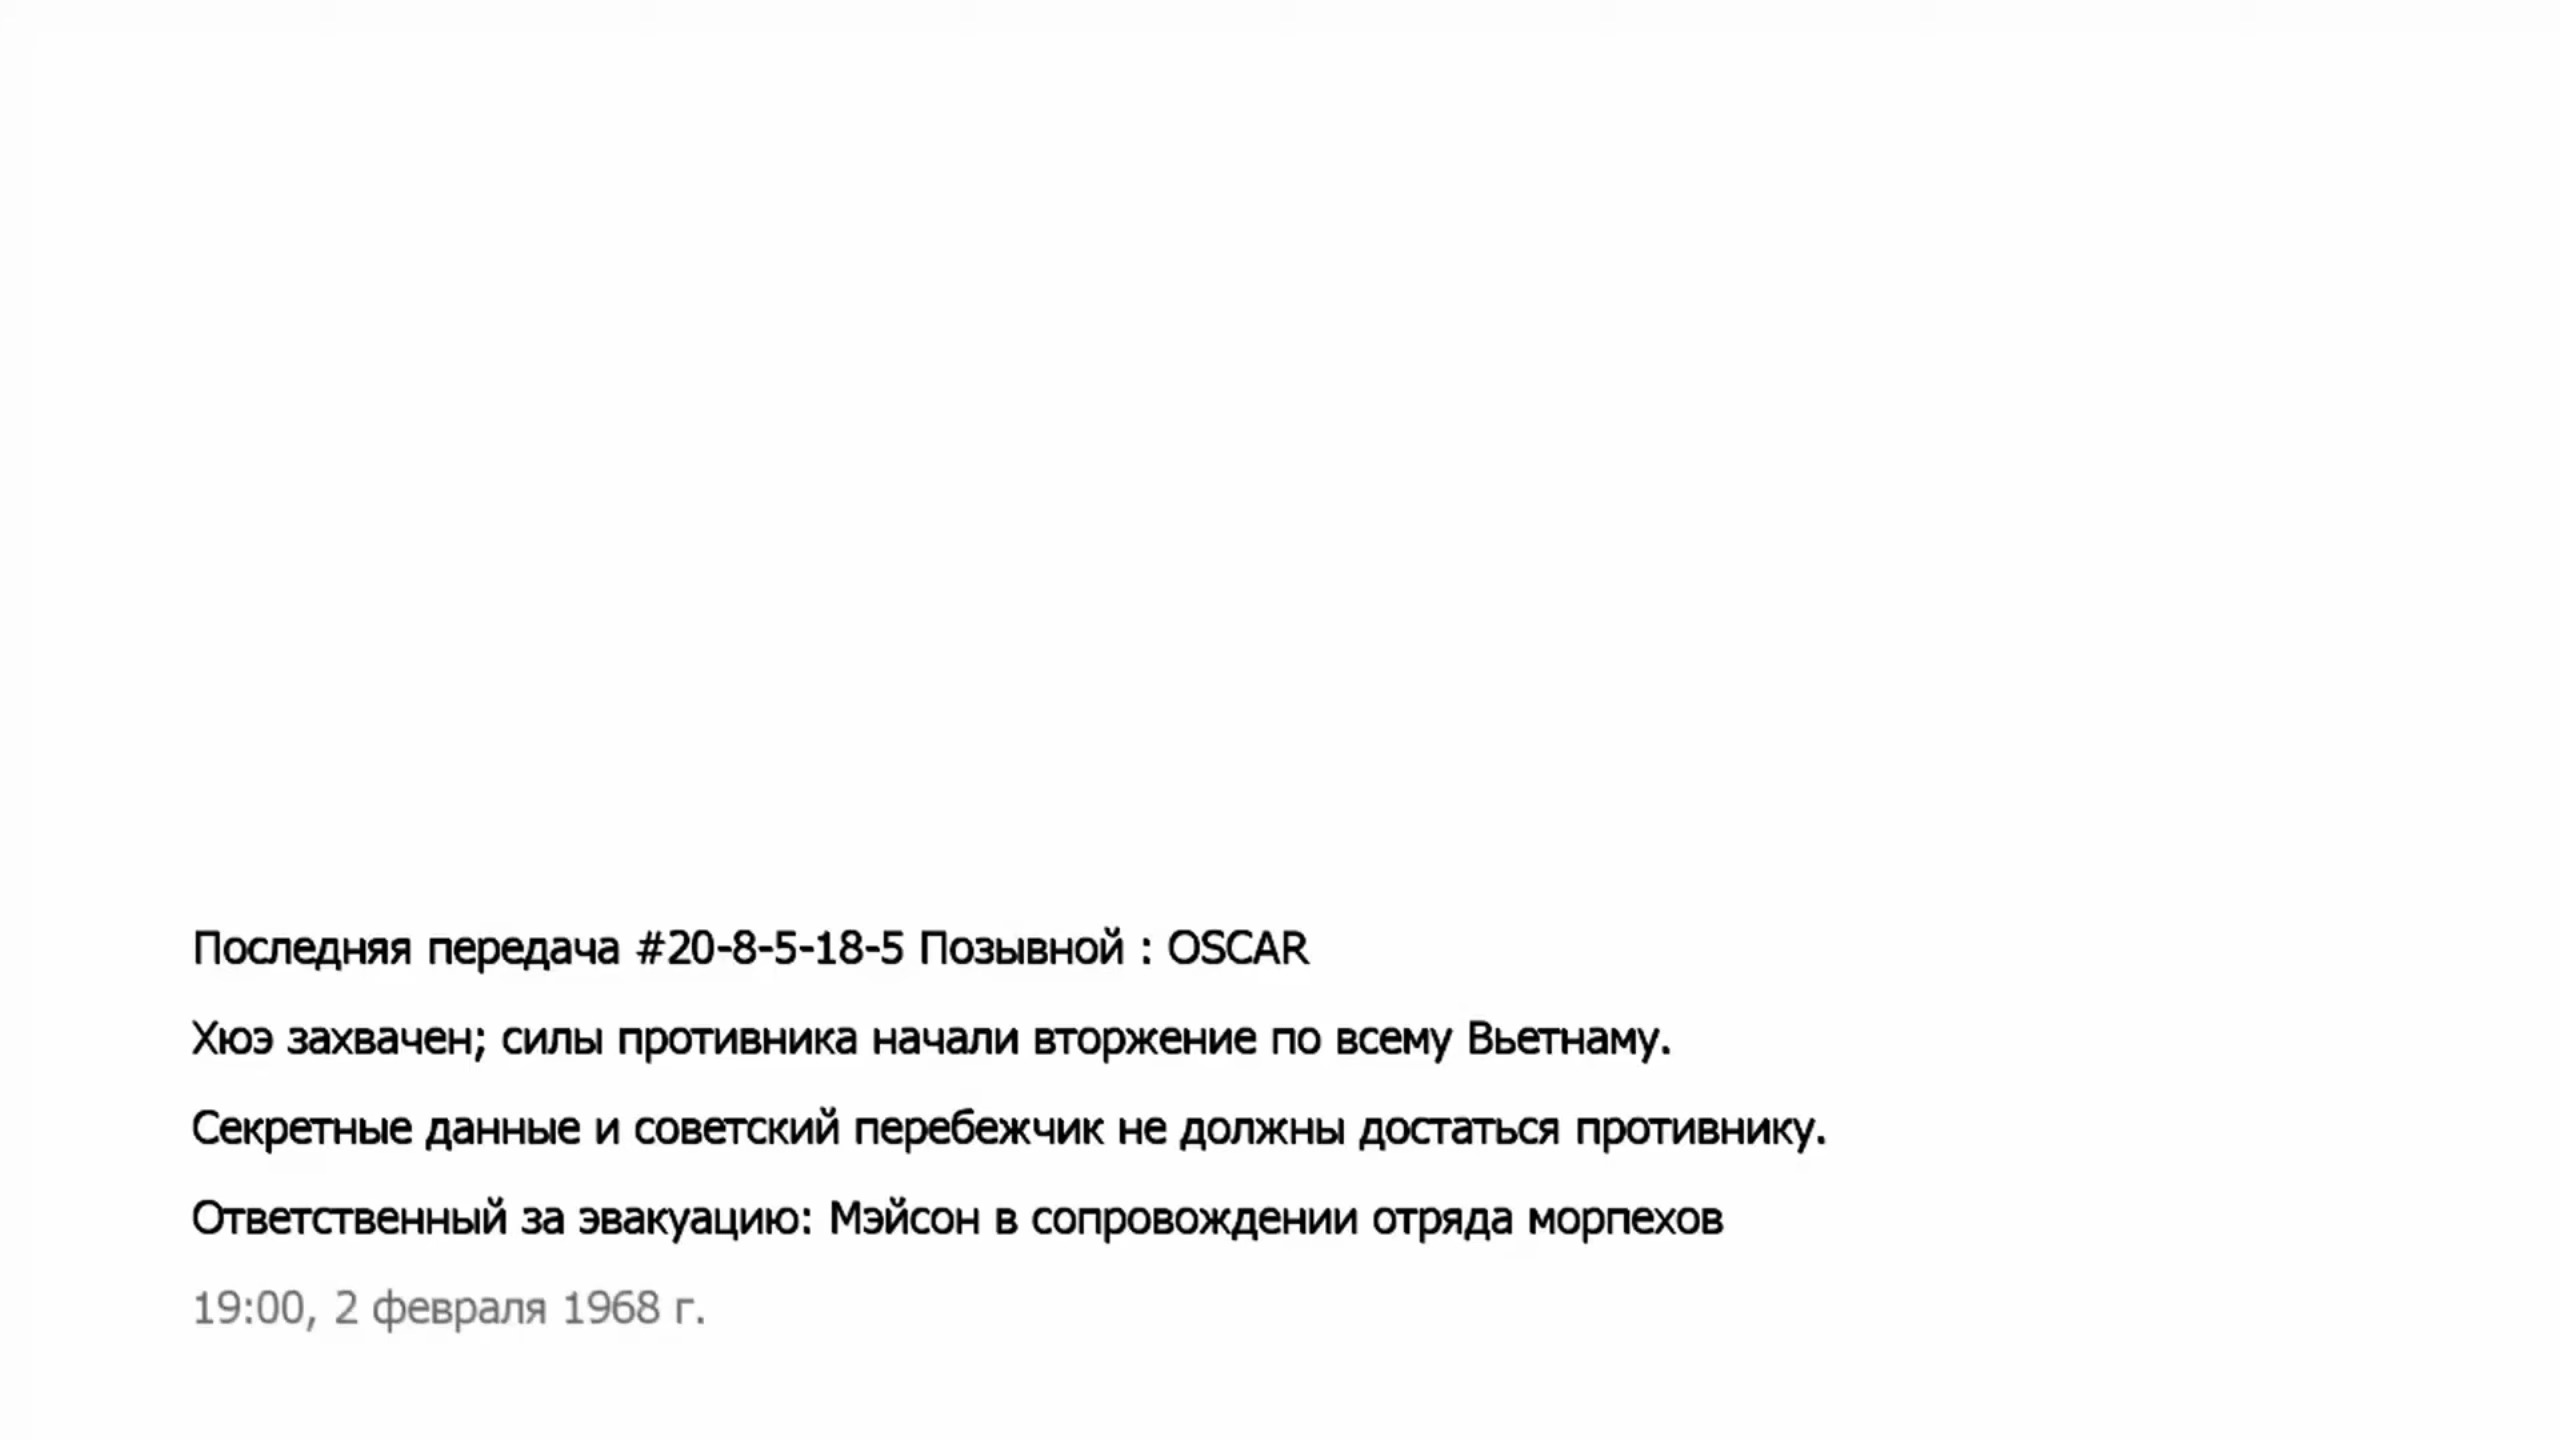 Последняя передача #20-8-5-18-5 Позывной : OSCAR
Хюэ захвачен; силы противника начали вторжение по всему Вьетнаму.
Секретные данные и советский перебежчик не должны достаться противнику.
Ответственный за эвакуацию: Мэйсон в сопровождении отряда морпехов
19:00, 2 февраля 1968 г.